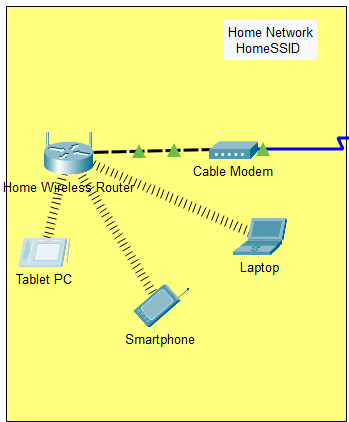 Home Network
HomeSSID
Cable Modem
Home Wireless Router
Laptop
Tablet PC
Smartphone